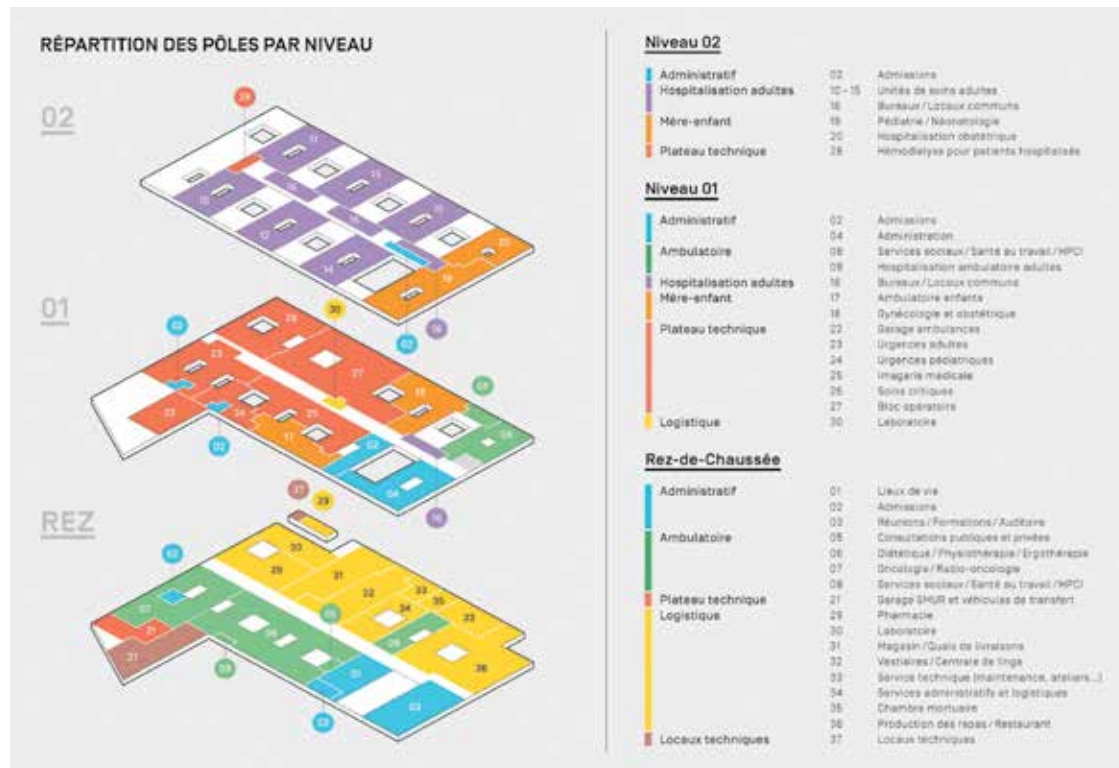 RÉPARTITION DES PÔLES PAR NIVEAU
02
01
REZ
Niveau 02
Administratif 02 Admissions
Hospitalisation adultes 10-15 Unités de soins adultes
16 Bureaux/Locaux communs
Mère-enfant 19 Pédiatrie/Néonatologie
20 Hospitalisation obstétrique
Plateau technique 28 Hémodialyse pour patients hospitalisés
Niveau 01
Administratif 02 Admissions
04 Administration
Ambulatoire 08 Services sociaux/Santé au travail/HPCI
09 Hospitalisation ambulatoire adultes
Hospitalisation adultes 16 Bureaux/Locaux communs
Mère-enfant 17 Ambulatoire enfants
18 Gynécologie et obstétrique
Plateau technique 22 Garage ambulances
23 Urgences adultes
24 Urgences pédiatriques
25 Imagerie médicale
26 Soins critiques
27 Bloc opératoire
Logistique 30 Laboratoire
Rez-de-Chaussée
Administratif 01 Lieux de vie
02 Admissions
03 Réunions/Formations/Auditoire
Ambulatoire 05 Consultations publiques et privées
06 Diététique/Physiothérapie/Ergothérapie
07 Oncologie/Radio-oncologie
08 Services sociaux/Santé au travail/HPCI
Plateau technique 21 Garage SMUR et véhicules de transfert
Logistique 29 Pharmacie
30 Laboratoire
31 Magasin/Quais de livraisons
32 Vestiaires/Centrale de linge
33 Service technique (maintenance, ateliers...)
34 Services administratifs et logistiques
35 Chambre mortuaire
36 Production des repas/Restaurant
Locaux techniques 37 Locaux techniques